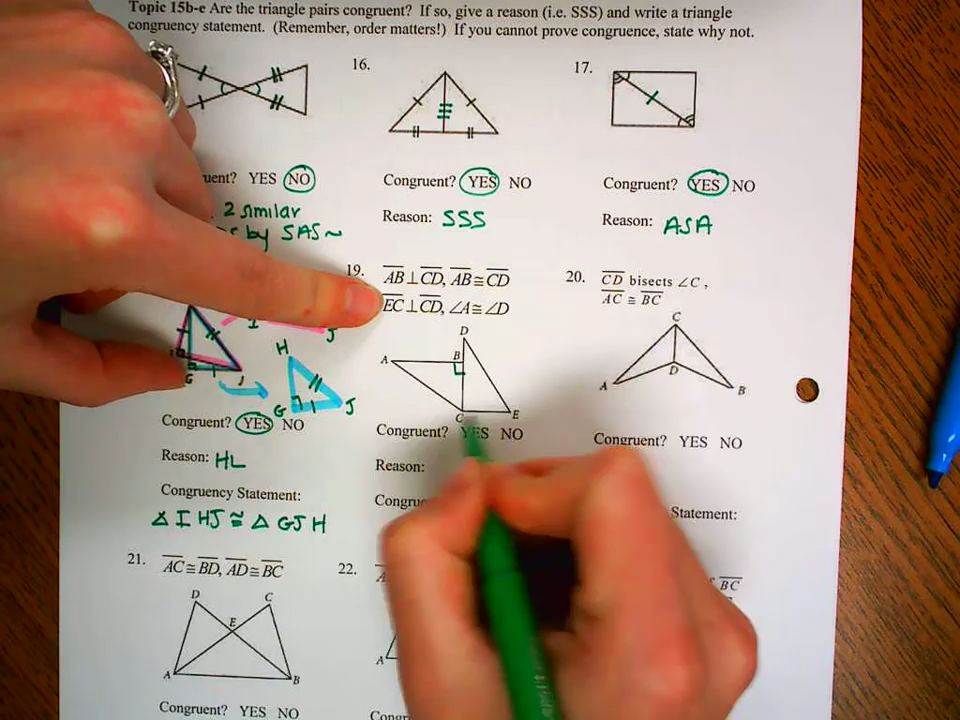 Topic 15b-c Are the triangle pairs congruent? If so, give a reason (i.e. SSS) and write a triangle
congruency statement. (Remember, order matters!) If you cannot prove congruence, state why not.
16.
17.
YES NO
Congruent? YES NO
Congruent? YES NO
2 similar
by SAS~
Reason: SSS
Reason: ASA
19. AB ⊥ CD, AB ≅ CD
EC ⊥ CD, ∠A ≅ ∠D
20. CD bisects ∠C,
AC ≅ BC
I J
H
G J
G J
D
A B
C E
C
A D B
Congruent? YES NO
Congruent? YES NO
Congruent? YES NO
Reason: HL
Reason:
Congruency Statement:
Statement:
△ IHJ ≅ △ GJH
21. AC ≅ BD, AD ≅ BC
22.
BC
D C
E
A B
A
Congruent? YES NO